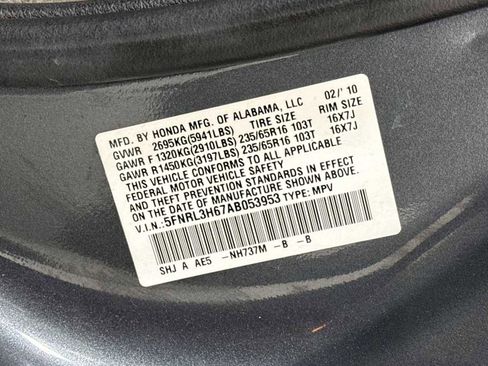 MFD. BY HONDA MFG. OF ALABAMA, LLC 02/'10
GVWR 2695KG(5941LBS) TIRE SIZE RIM SIZE
GAWR F 1320KG(2910LBS) 235/65R16 103T 16X7J
GAWR R 1450KG(3197LBS) 235/65R16 103T 16X7J
THIS VEHICLE CONFORMS TO ALL APPLICABLE
FEDERAL MOTOR VEHICLE SAFETY AND
THEFT PREVENTION STANDARDS IN EFFECT
ON THE DATE OF MANUFACTURE SHOWN ABOVE.
V.I.N.:5FNRL3H67AB053953 TYPE: MPV
SHJ A AE5 -NH737M -B -B